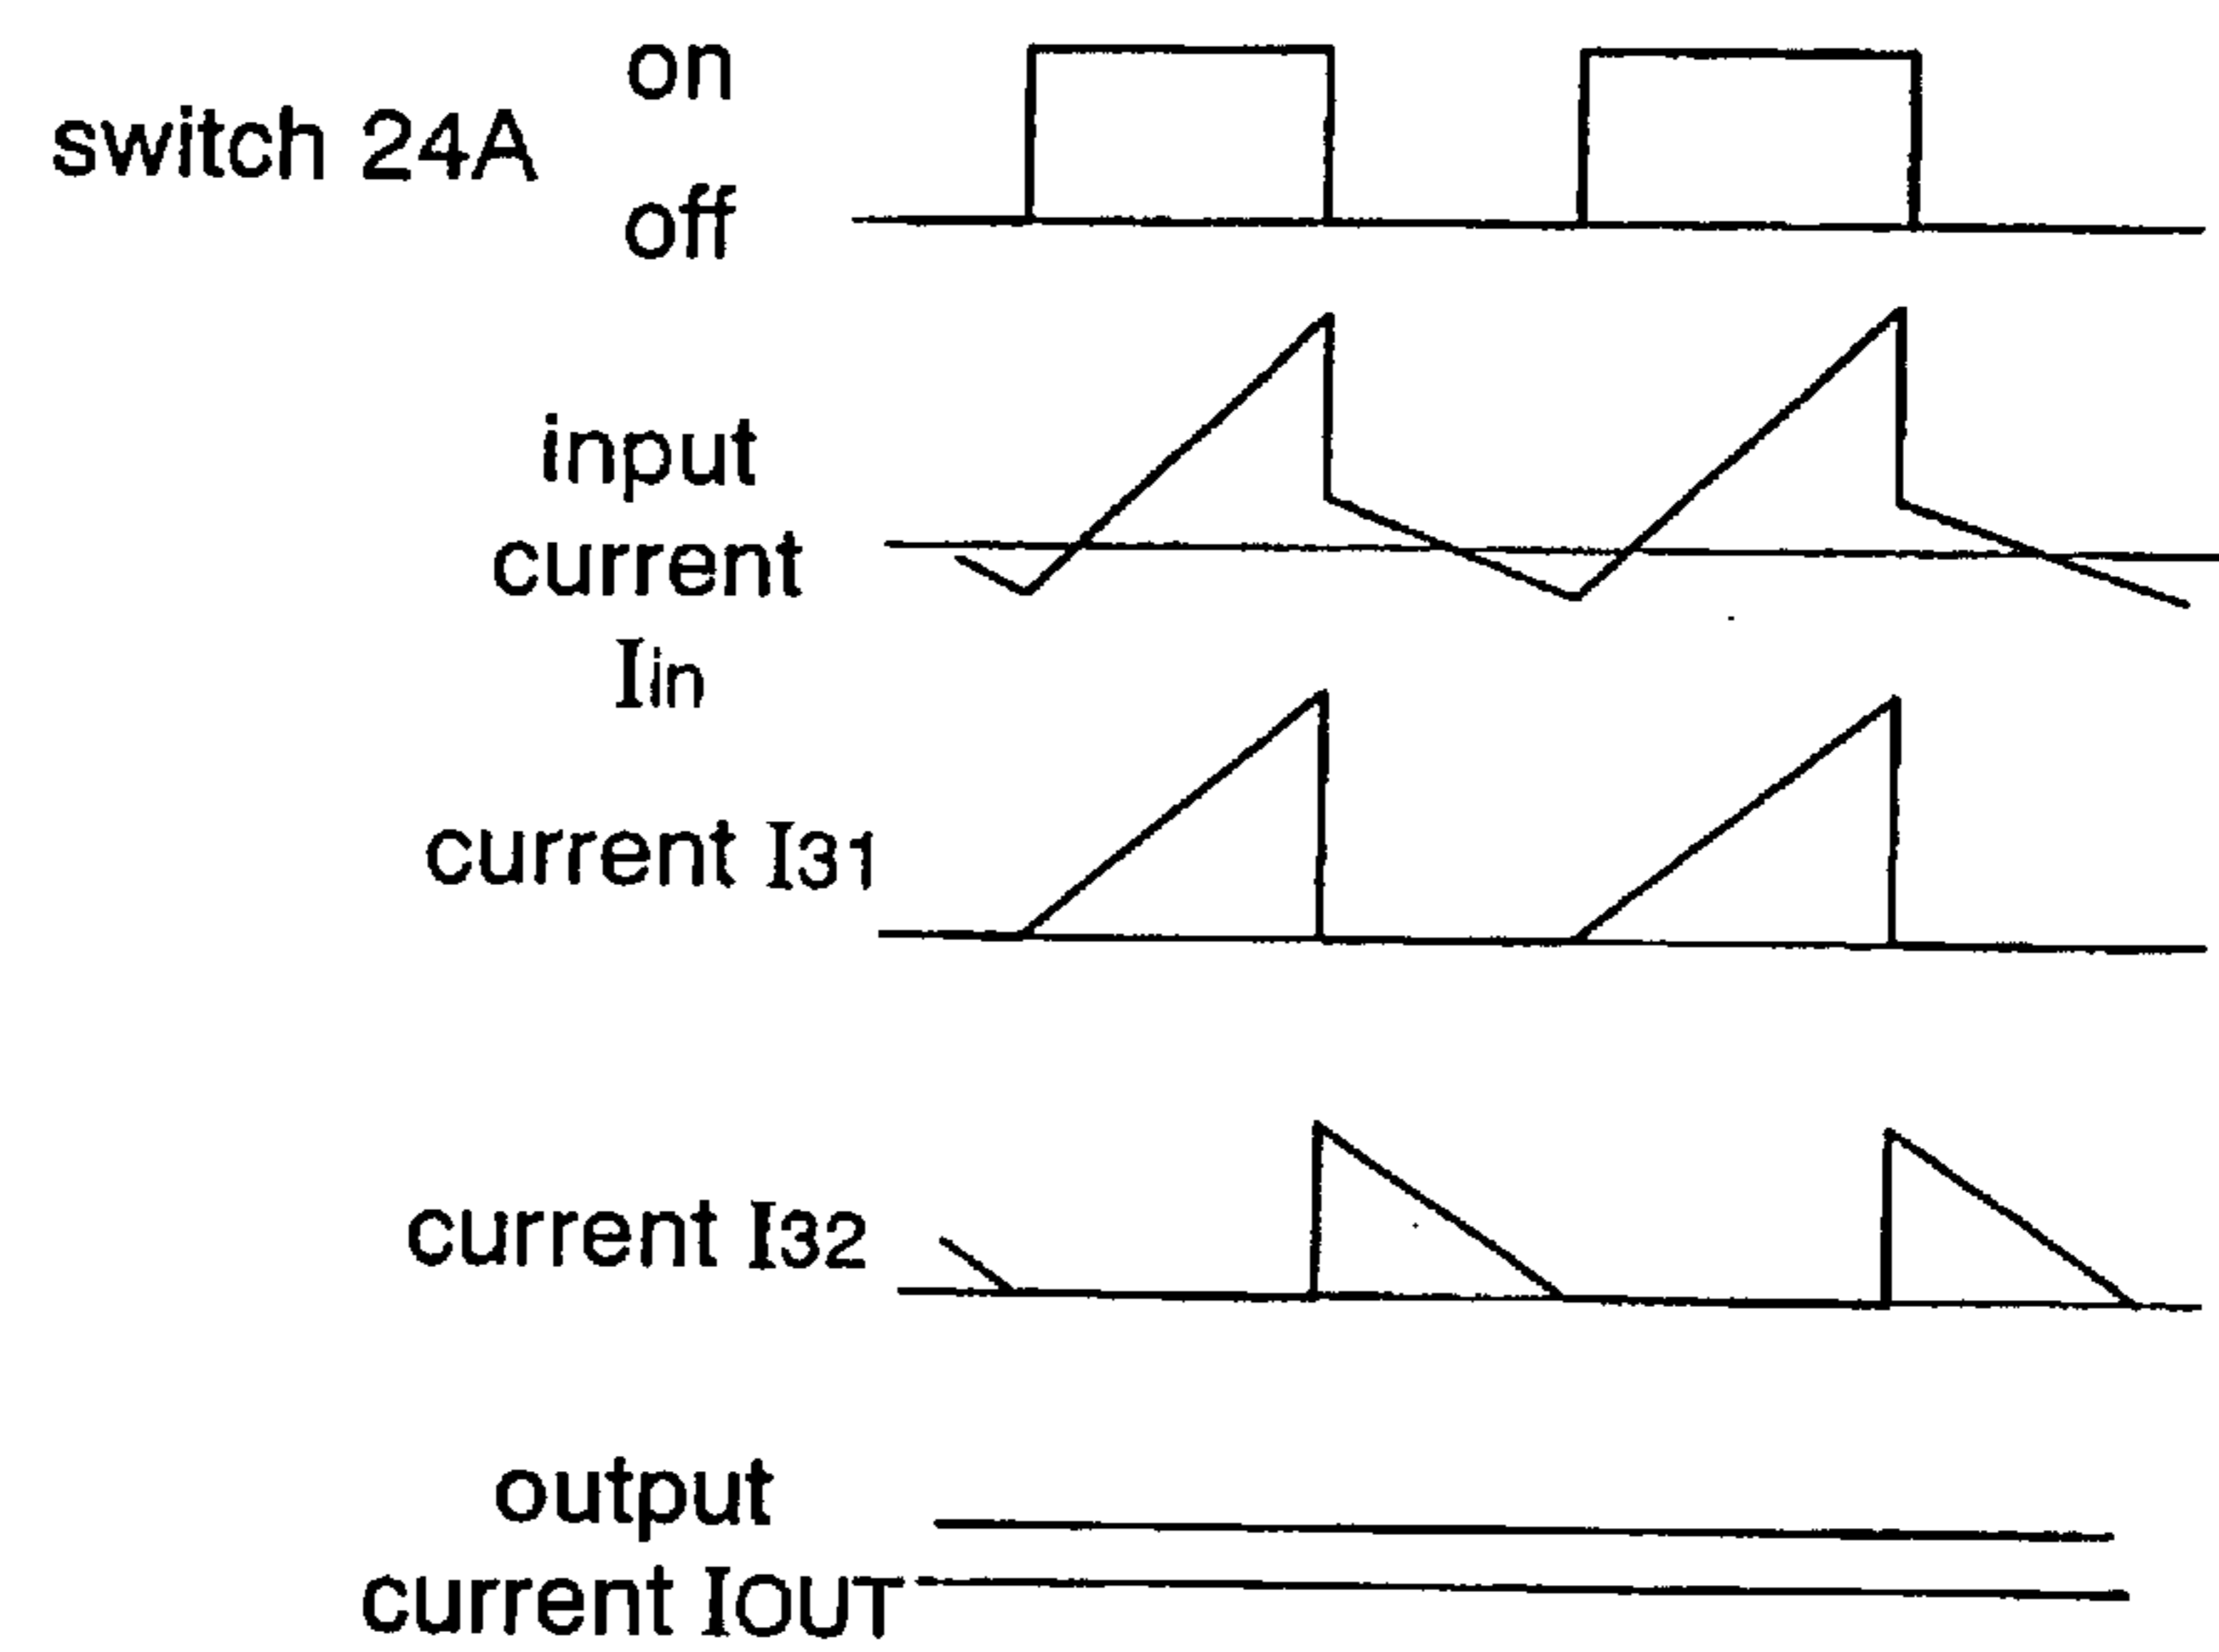 on
switch 24A
off
input
current
Iin
current I31
current I32
output
current IOUT